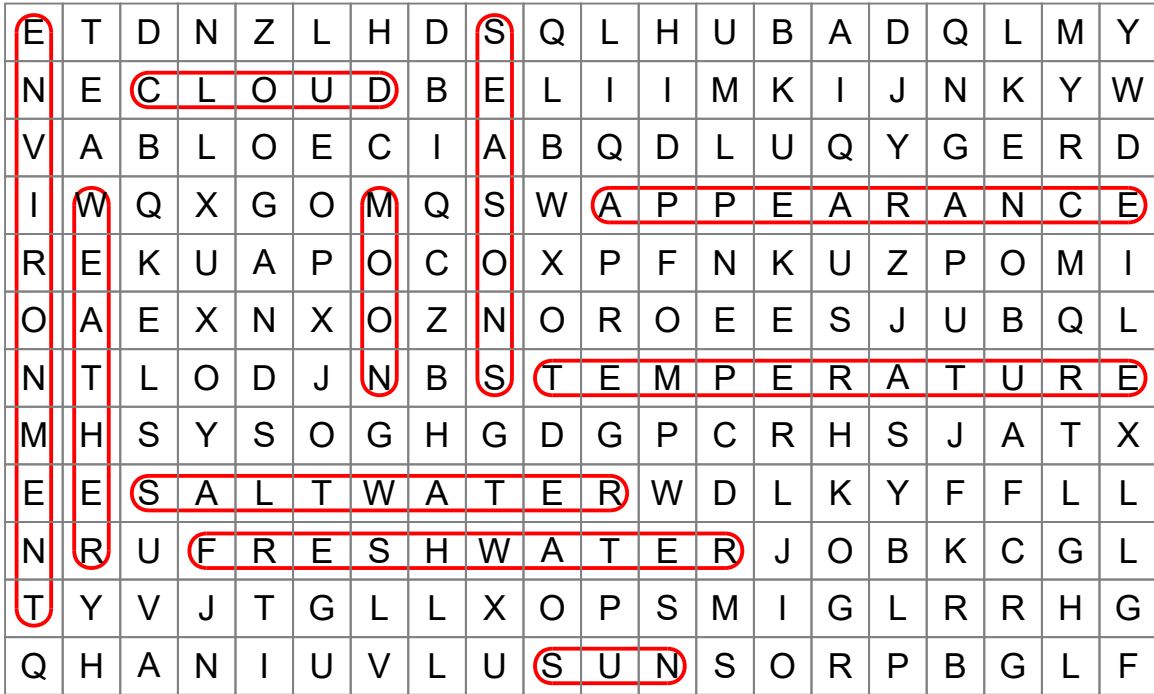 E T D N Z L H D S Q L H U B A D Q L M Y
N E C L O U D B E L I I M K I J N K Y W
V A B L O E C I A B Q D L U Q Y G E R D
I W Q X G O M Q S W A P P E A R A N C E
R E K U A P O C O X P F N K U Z P O M I
O A E X N X O Z N O R O E E S J U B Q L
N T L O D J N B S T E M P E R A T U R E
M H S Y S O G H G D G P C R H S J A T X
E E S A L T W A T E R W D L K Y F F L L
N R U F R E S H W A T E R J O B K C G L
T Y V J T G L L X O P S M I G L R R H G
Q H A N I U V L U S U N S O R P B G L F